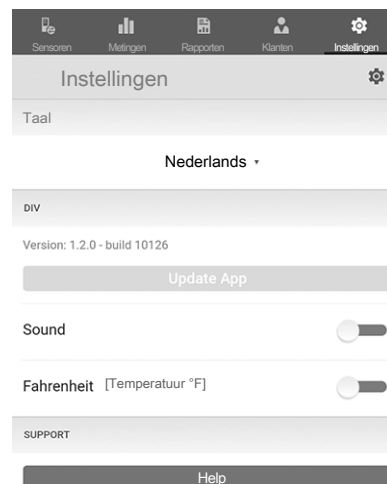 Sensoren Metingen Rapporten Klanten Instellingen
Instellingen
Taal
Nederlands
DIV
Version: 1.2.0 - build 10126
Update App
Sound
Fahrenheit [Temperatuur °F]
SUPPORT
Help